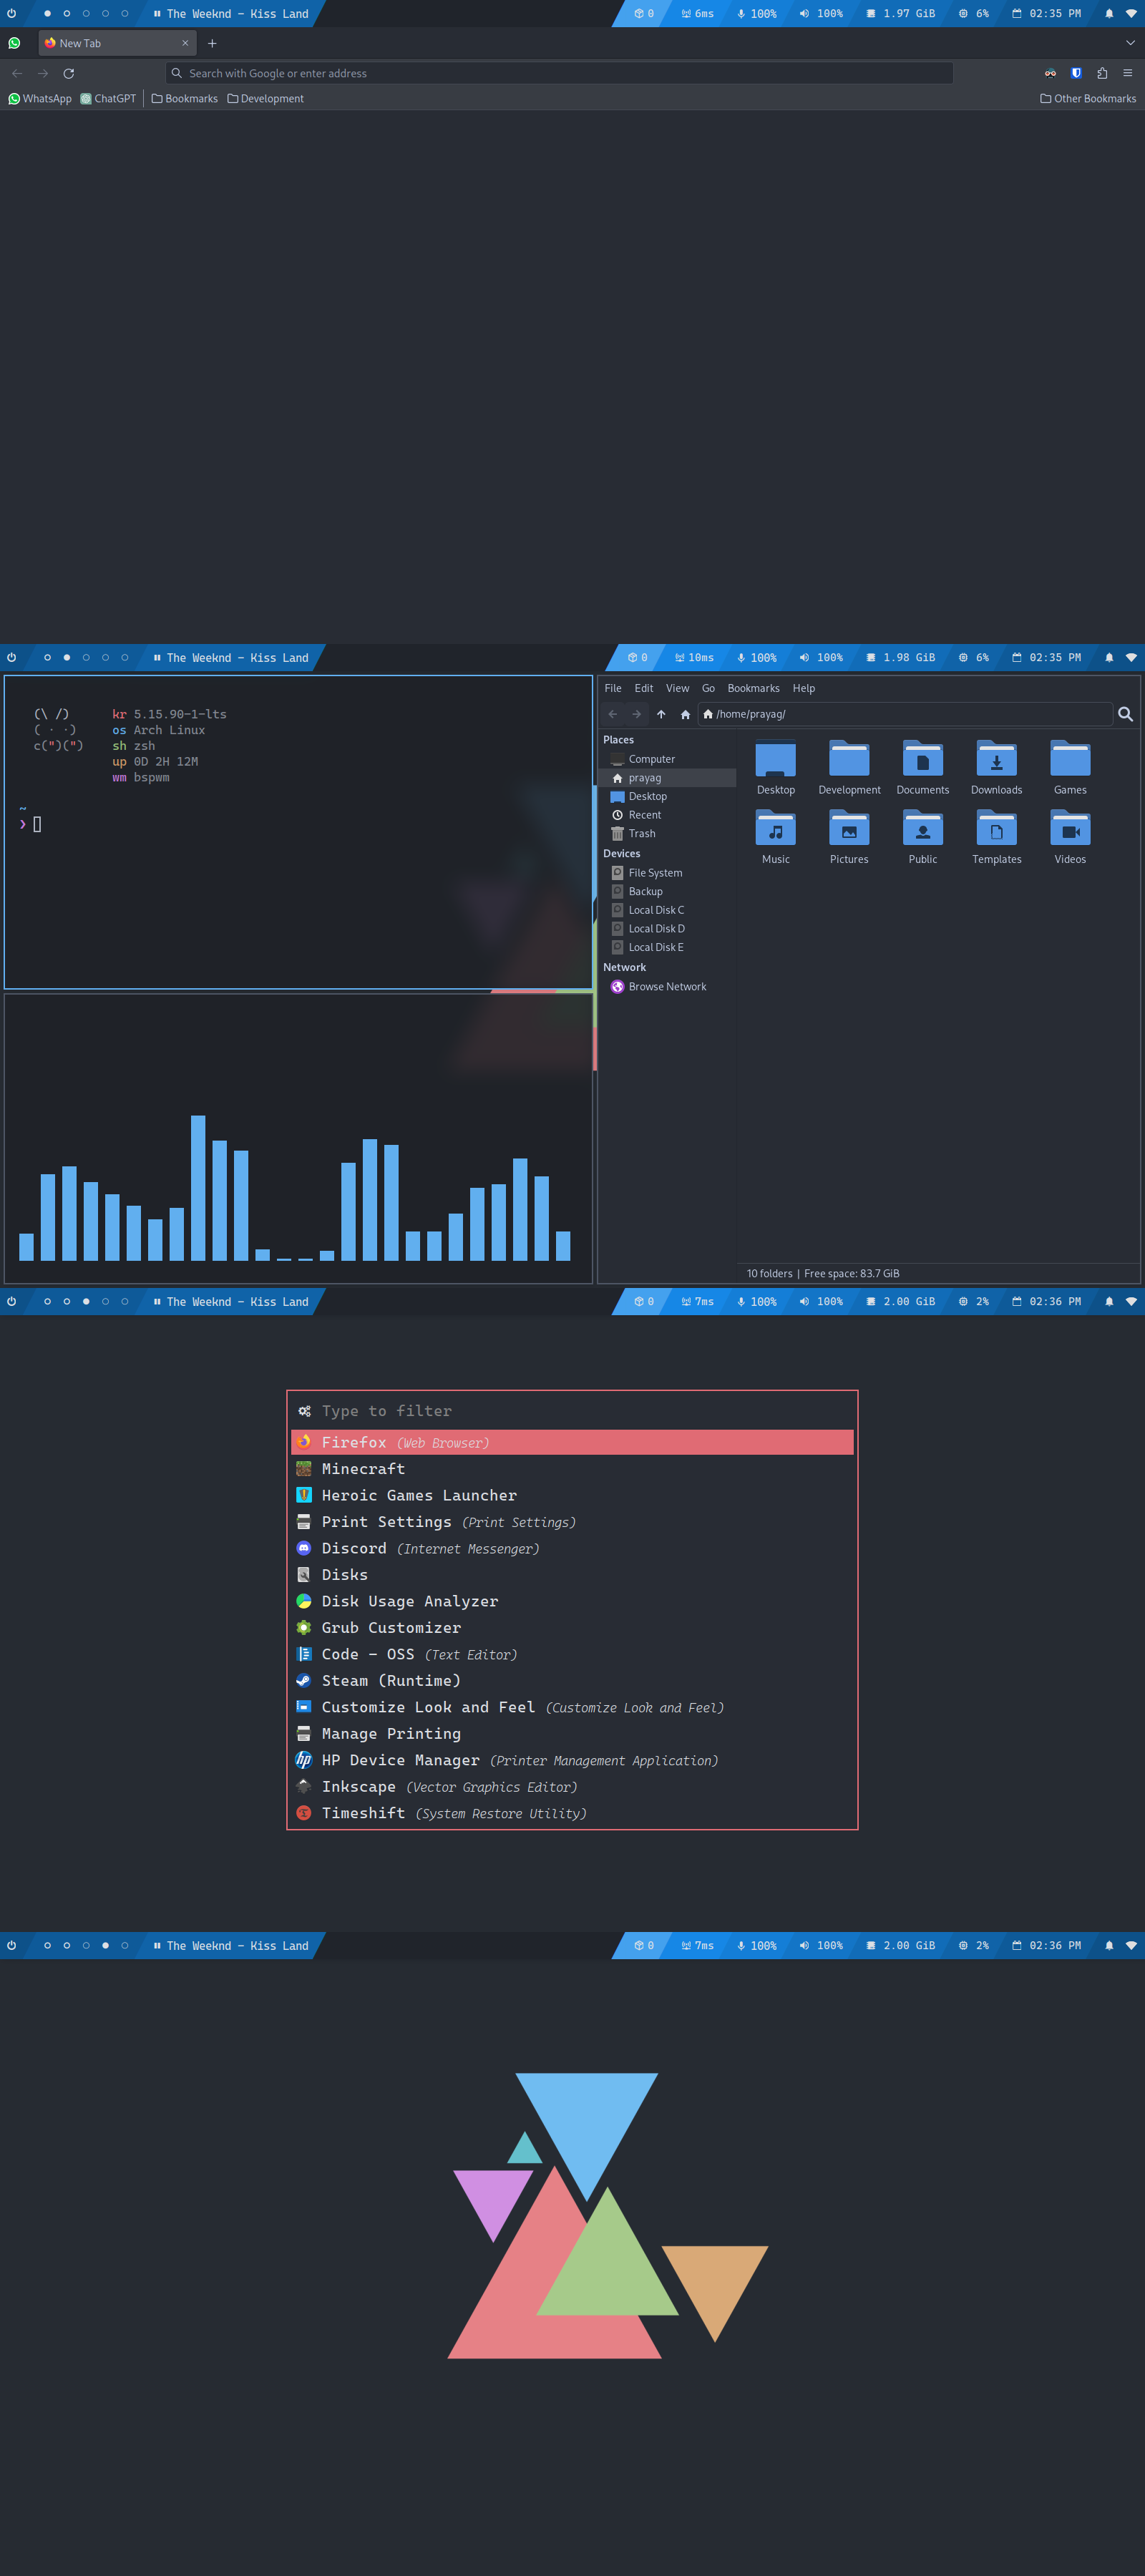 The Weeknd - Kiss Land 0 6ms 100% 100% 1.97 GiB 6% 02:35 PM
New Tab
Search with Google or enter address
WhatsApp ChatGPT Bookmarks Development Other Bookmarks
The Weeknd - Kiss Land 0 10ms 100% 100% 1.98 GiB 6% 02:35 PM
(\ /) kr 5.15.90-1-lts
( · ·) os Arch Linux
c(")(") sh zsh
up 0D 2H 12M
wm bspwm
~
❯
File Edit View Go Bookmarks Help
/home/prayag/
Places
Computer
prayag
Desktop
Recent
Trash
Devices
File System
Backup
Local Disk C
Local Disk D
Local Disk E
Network
Browse Network
Desktop Development Documents Downloads Games
Music Pictures Public Templates Videos
10 folders | Free space: 83.7 GiB
The Weeknd - Kiss Land 0 7ms 100% 100% 2.00 GiB 2% 02:36 PM
Type to filter
Firefox (Web Browser)
Minecraft
Heroic Games Launcher
Print Settings (Print Settings)
Discord (Internet Messenger)
Disks
Disk Usage Analyzer
Grub Customizer
Code - OSS (Text Editor)
Steam (Runtime)
Customize Look and Feel (Customize Look and Feel)
Manage Printing
hp HP Device Manager (Printer Management Application)
Inkscape (Vector Graphics Editor)
Timeshift (System Restore Utility)
The Weeknd - Kiss Land 0 7ms 100% 100% 2.00 GiB 2% 02:36 PM